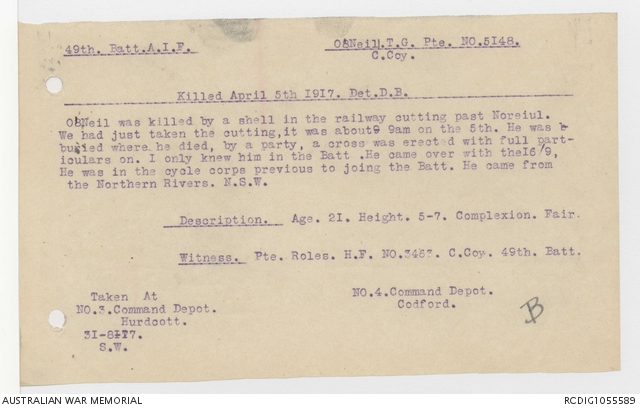 49th. Batt.A.I.F.
O'Neil.T.G. Pte. NO.5148.
C.Coy.
Killed April 5th 1917. Det.D.B.
O'Neil was killed by a shell in the railway cutting past Noreiul.
We had just taken the cutting,it was about 9am on the 5th. He was
buried where he died, by a party, a cross was erected with full part-
iculars on. I only knew him in the Batt .He came over with the16/9,
He was in the cycle corps previous to joing the Batt. He came from
the Northern Rivers. N.S.W.
Description. Age. 21. Height. 5-7. Complexion. Fair.
Witness. Pte. Roles. H.F. NO.3463. C.Coy. 49th. Batt.
Taken At
NO.3.Command Depot.
Hurdcott.
31-8-17.
S.W.
NO.4.Command Depot.
Codford.
B
AUSTRALIAN WAR MEMORIAL
RCDIG1055589